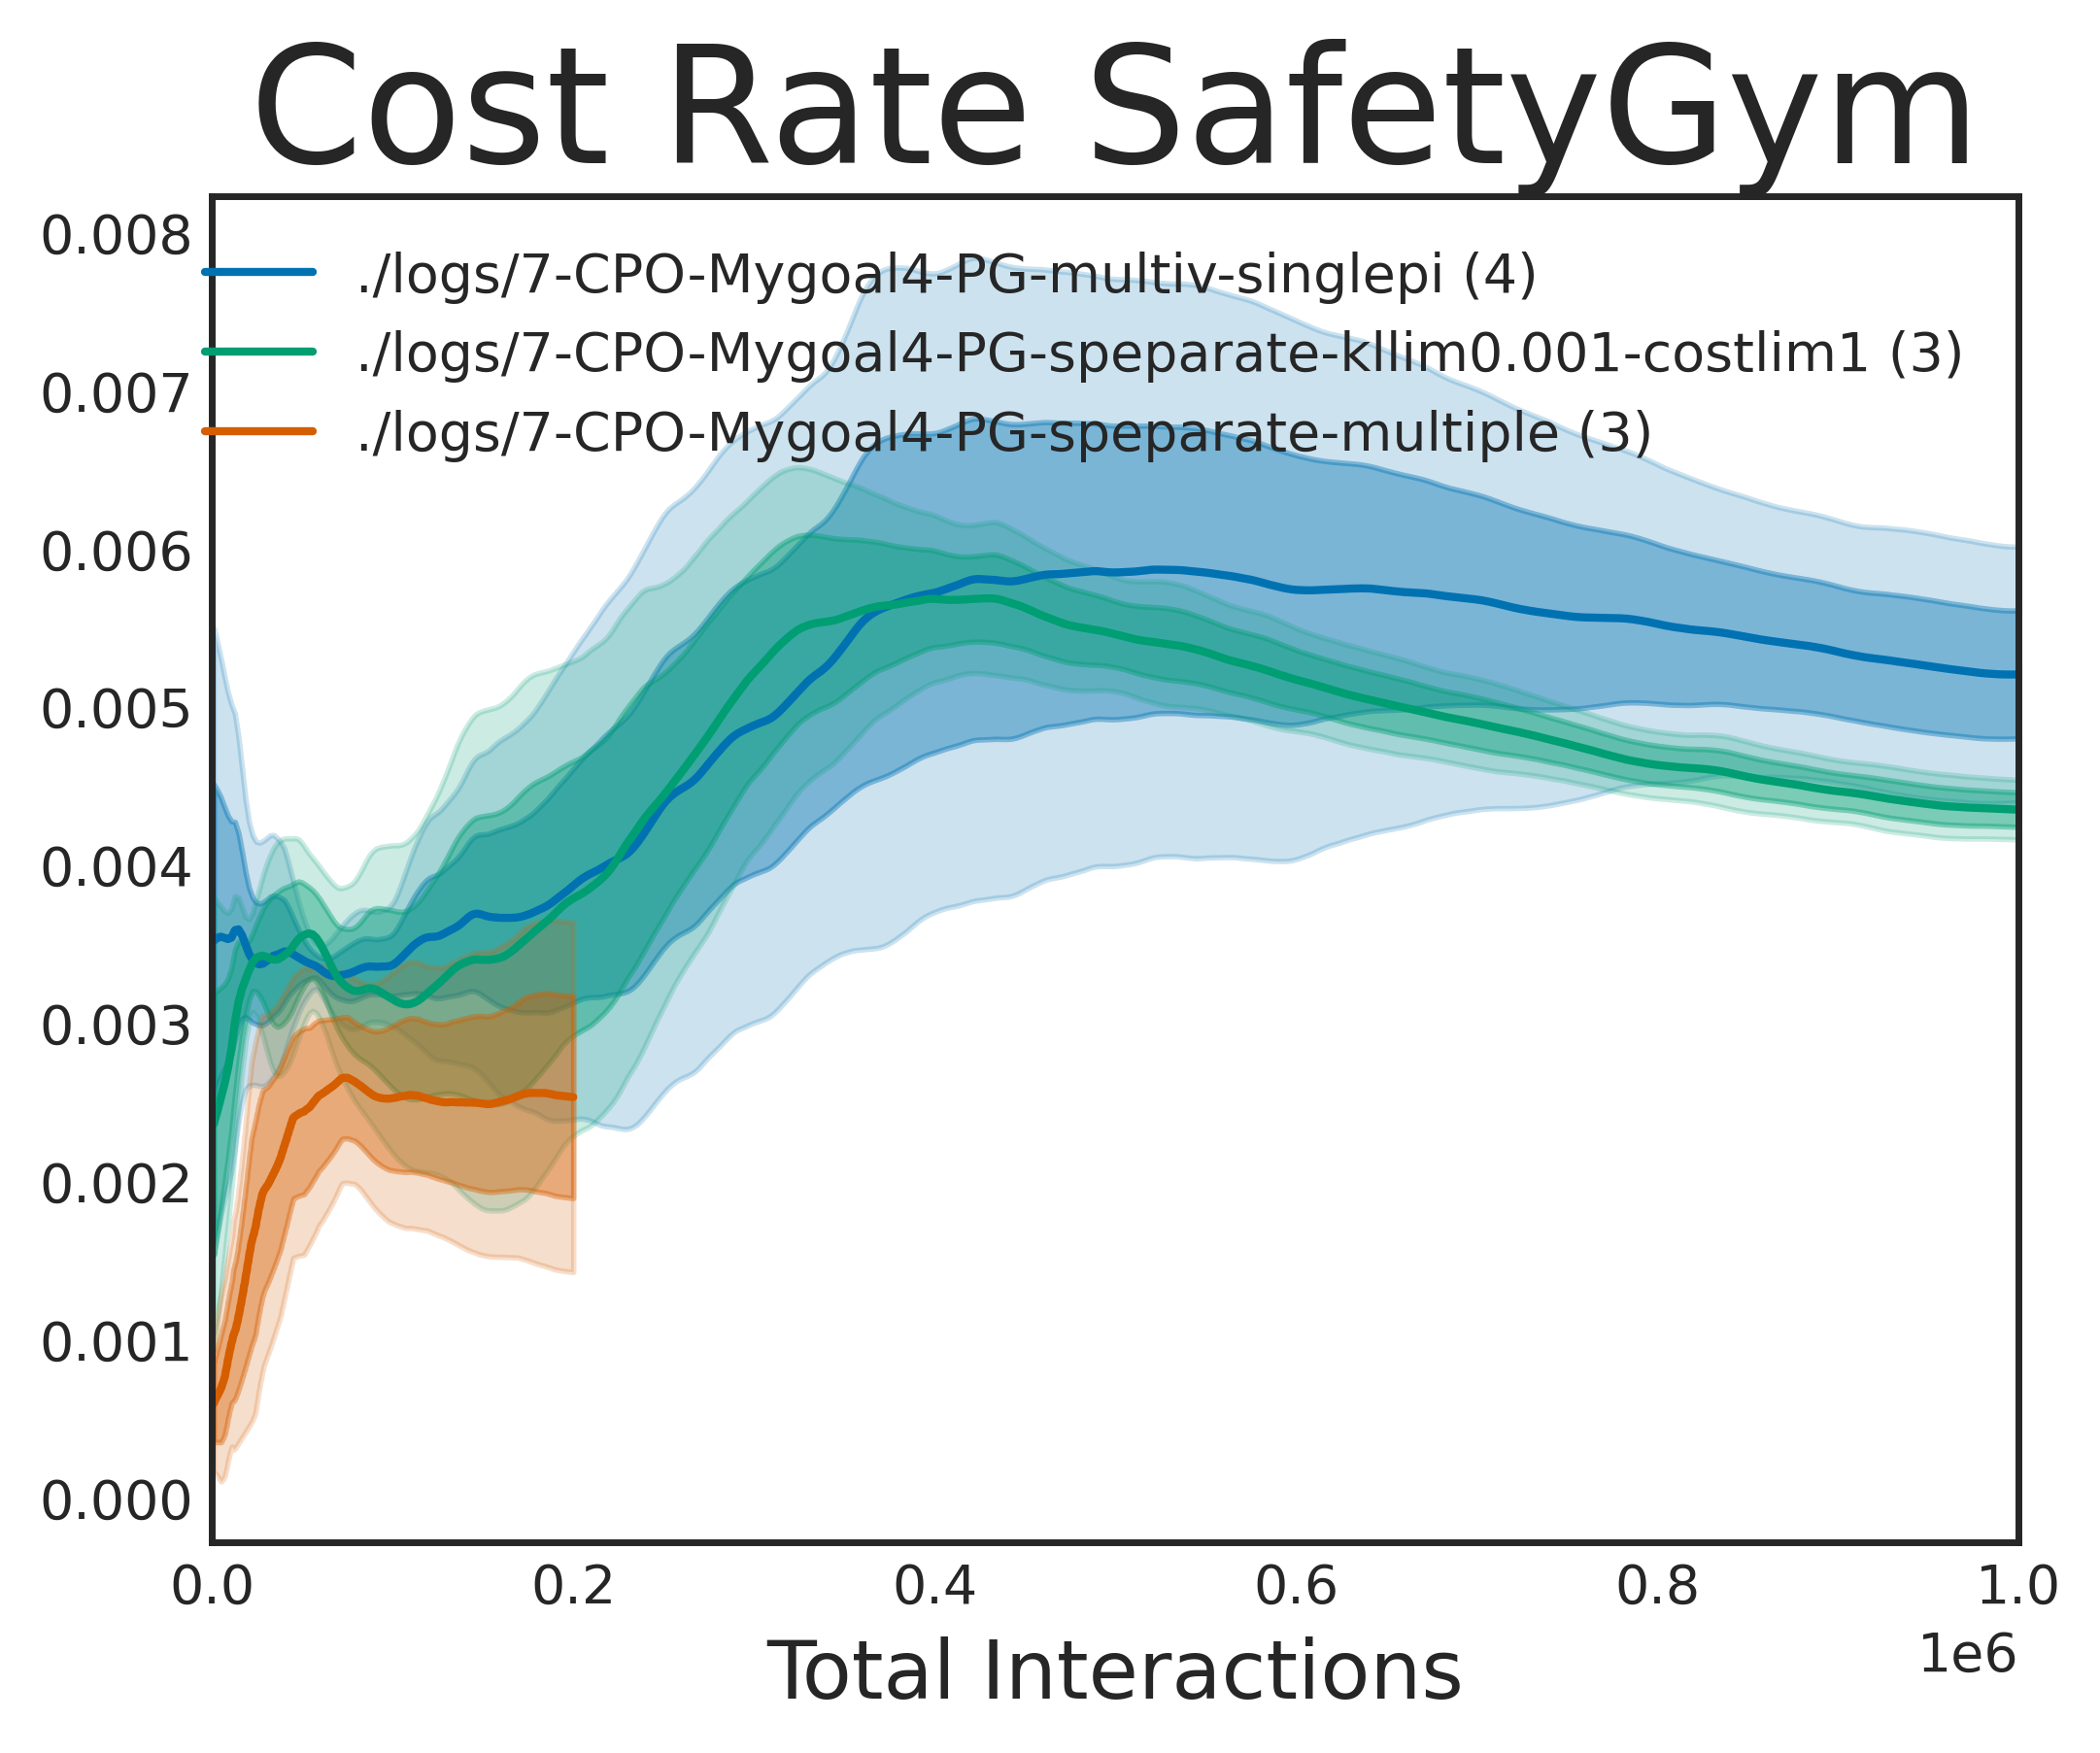 Cost Rate SafetyGym
0.008
./logs/7-CPO-Mygoal4-PG-multiv-singlepi (4)
./logs/7-CPO-Mygoal4-PG-speparate-kllim0.001-costlim1 (3)
0.007
./logs/7-CPO-Mygoal4-PG-speparate-multiple (3)
0.006
0.005
0.004
0.003
0.002
0.001
0.000
0.0 0.2 0.4 0.6 0.8 1.0
1e6
Total Interactions